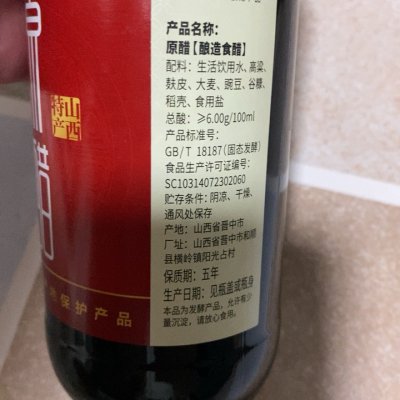 产品名称:
原醋【酿造食醋】
配料: 生活饮用水、高粱、
麸皮、大麦、豌豆、谷糠、
稻壳、食用盐
总酸: ≥6.00g/100ml
产品标准号:
GB/T 18187(固态发酵)
食品生产许可证编号:
SC10314072302060
贮存条件: 阴凉、干燥、
通风处保存
产地: 山西省晋中市
厂址: 山西省晋中市和顺
县横岭镇阳光占村
保质期: 五年
生产日期: 见瓶盖或瓶身
本品为发酵产品, 允许有少
量沉淀, 请放心食用。
山西
特产
醋
保护产品